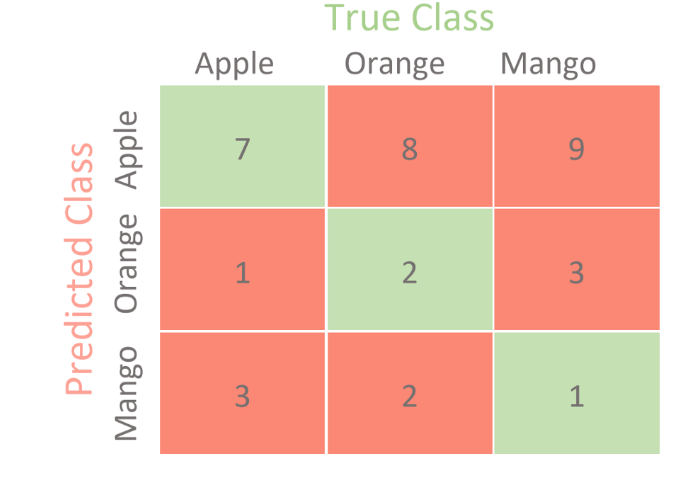 True Class
Apple Orange Mango
Predicted Class
Apple
7 8 9
Orange
1 2 3
Mango
3 2 1